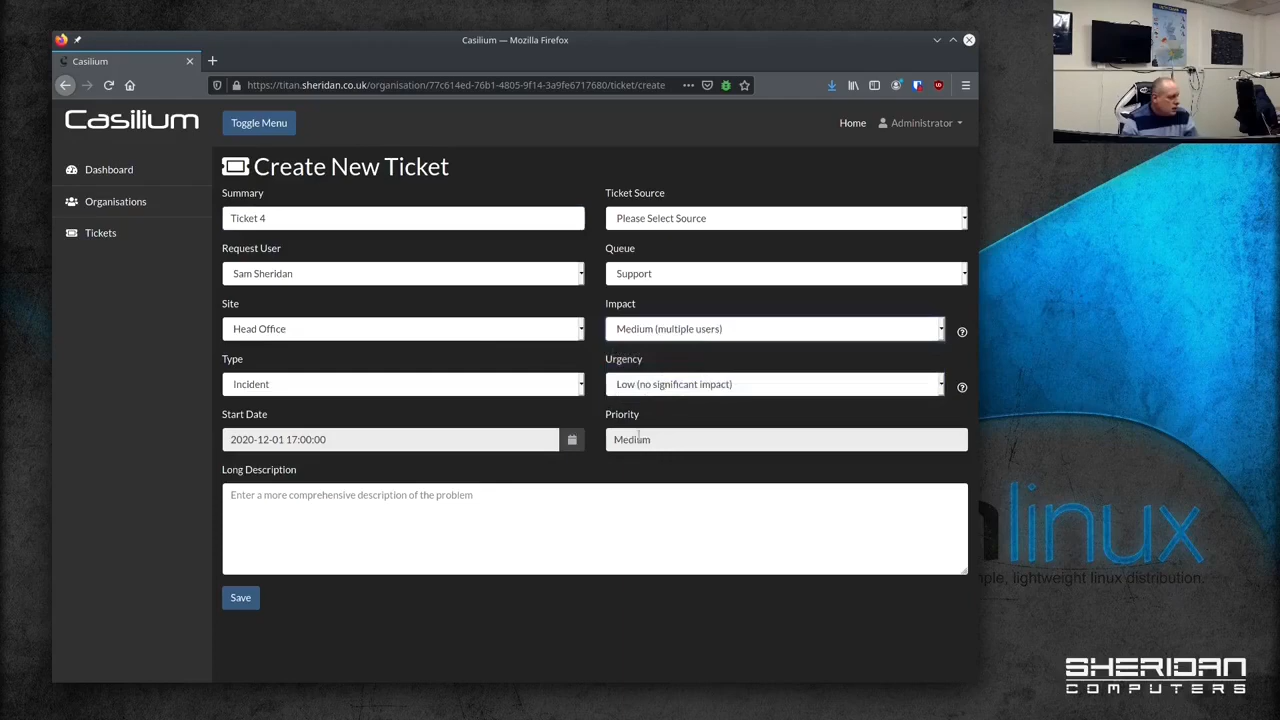 Casilium — Mozilla Firefox
Casilium
https://titan.sheridan.co.uk/organisation/77c614ed-76b1-4805-9f14-3a9fe6717680/ticket/create
Casilium
Toggle Menu
Home
Administrator
Dashboard
Organisations
Tickets
Create New Ticket
Summary
Ticket Source
Ticket 4
Please Select Source
Request User
Queue
Sam Sheridan
Support
Site
Impact
Head Office
Medium (multiple users)
Type
Urgency
Incident
Low (no significant impact)
Start Date
Priority
2020-12-01 17:00:00
Medium
Long Description
Enter a more comprehensive description of the problem
Save
linux
lightweight linux distribution.
SHERIDAN
COMPUTERS